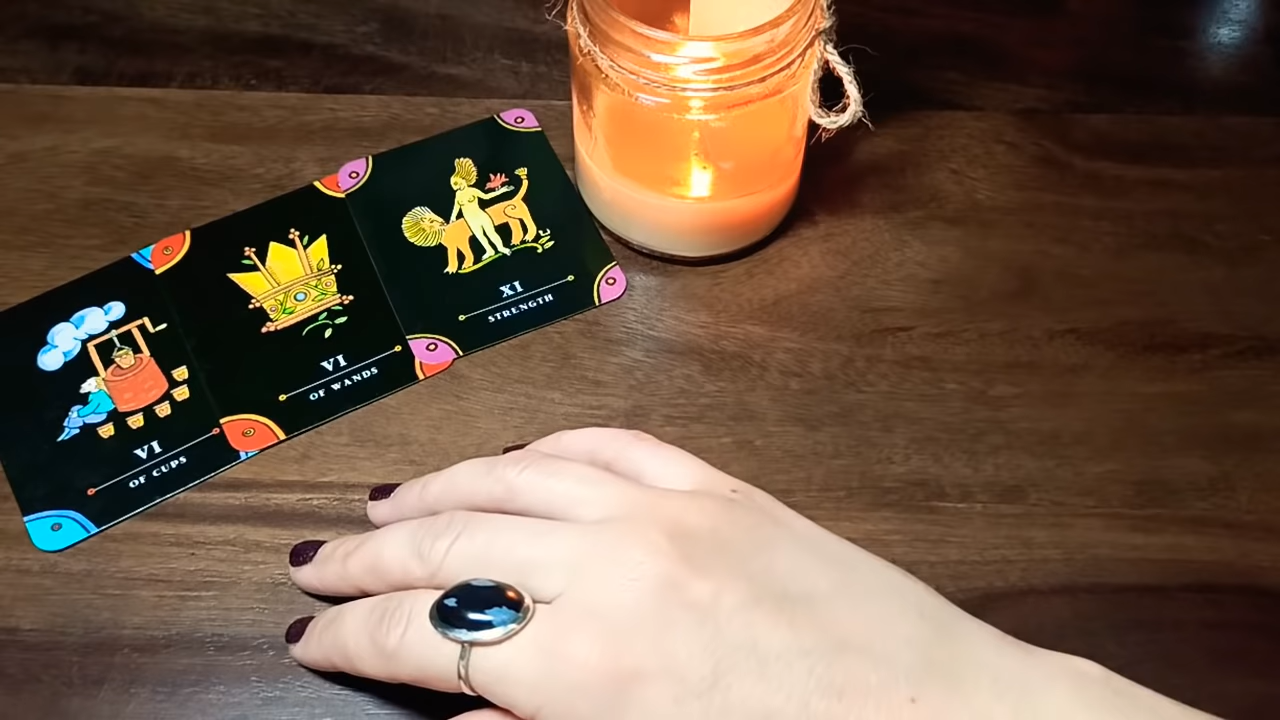 VI
OF CUPS
VI
OF WANDS
XI
STRENGTH